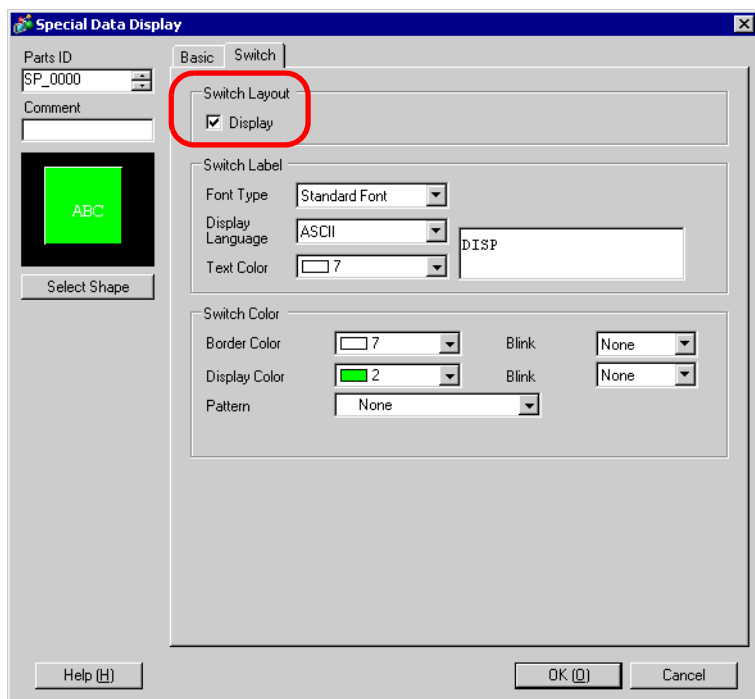 Special Data Display
Parts ID
SP_0000
Comment
ABC
Select Shape
Basic Switch
Switch Layout
Display
Switch Label
Font Type Standard Font
Display Language ASCII
DISP
Text Color 7
Switch Color
Border Color 7 Blink None
Display Color 2 Blink None
Pattern None
Help (H) OK (O) Cancel